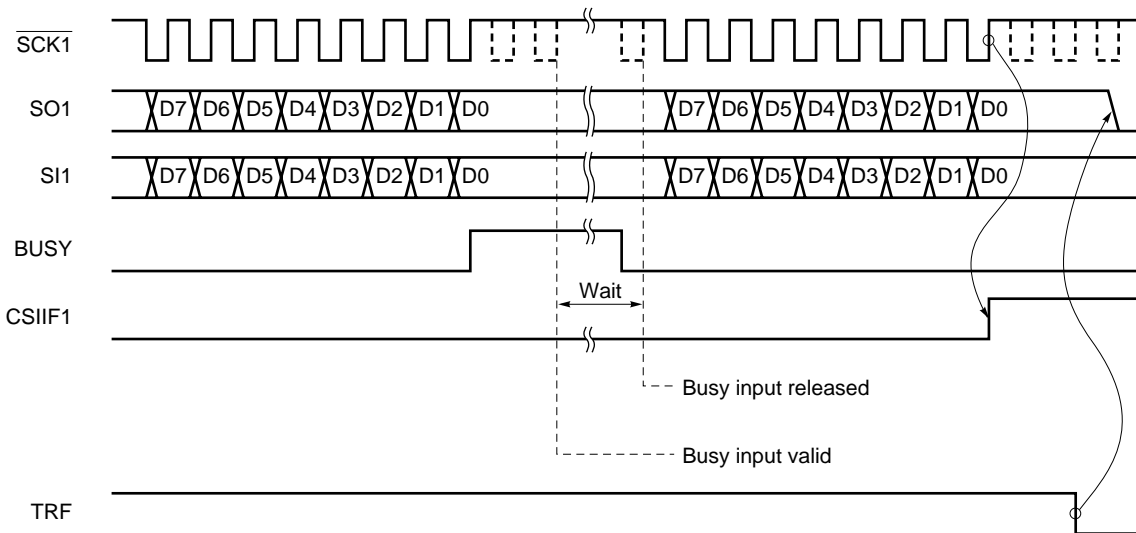 SCK1
SO1 D7 D6 D5 D4 D3 D2 D1 D0 D7 D6 D5 D4 D3 D2 D1 D0
SI1 D7 D6 D5 D4 D3 D2 D1 D0 D7 D6 D5 D4 D3 D2 D1 D0
BUSY
Wait
CSIIF1
Busy input released
Busy input valid
TRF